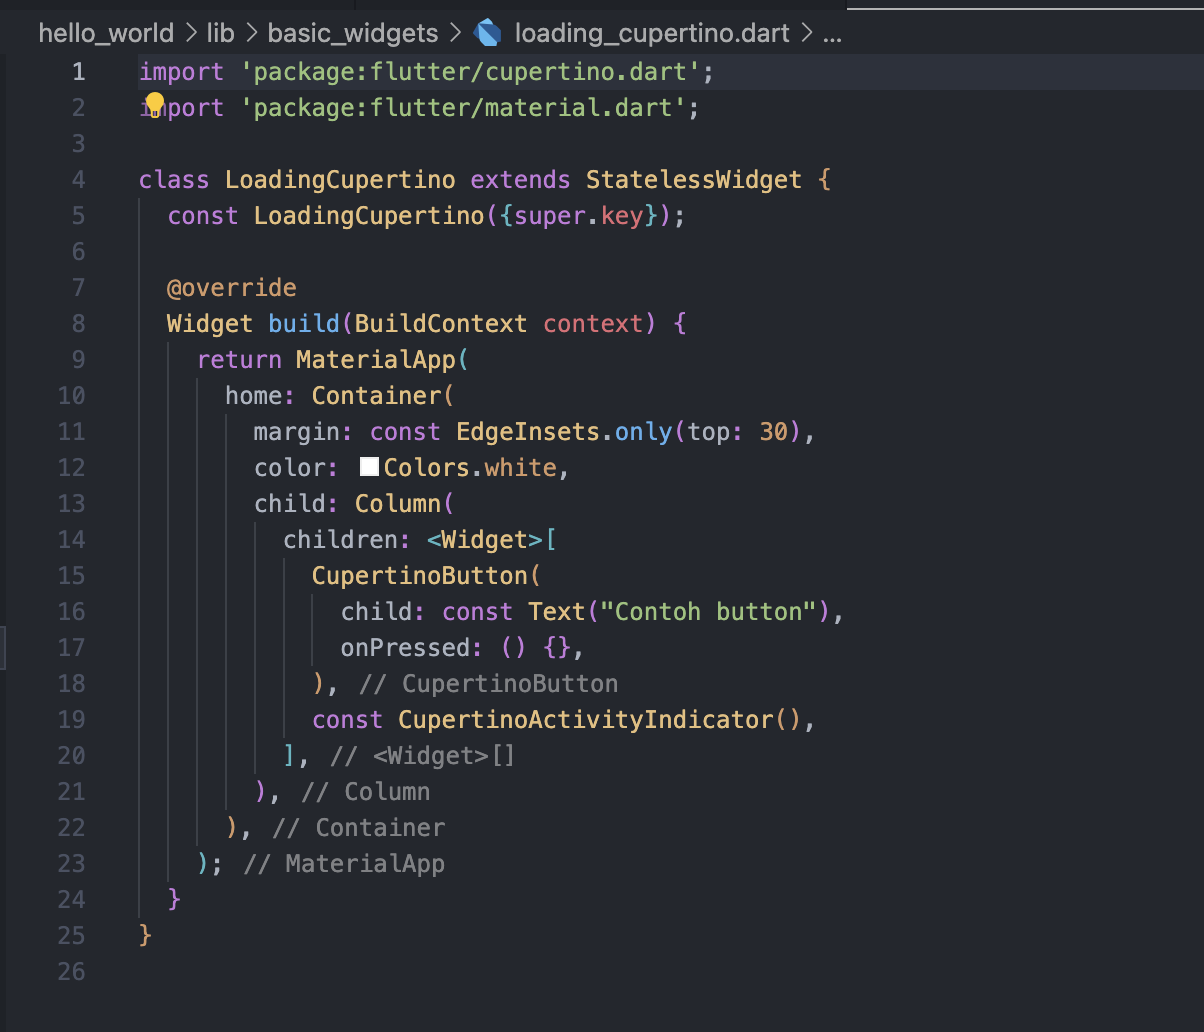 hello_world > lib > basic_widgets > loading_cupertino.dart > ...
1 import 'package:flutter/cupertino.dart';
2 import 'package:flutter/material.dart';
3
4 class LoadingCupertino extends StatelessWidget {
5   const LoadingCupertino({super.key});
6
7   @override
8   Widget build(BuildContext context) {
9     return MaterialApp(
10       home: Container(
11         margin: const EdgeInsets.only(top: 30),
12         color: Colors.white,
13         child: Column(
14           children: <Widget>[
15             CupertinoButton(
16               child: const Text("Contoh button"),
17               onPressed: () {},
18             ), // CupertinoButton
19             const CupertinoActivityIndicator(),
20           ], // <Widget>[]
21         ), // Column
22       ), // Container
23     ); // MaterialApp
24   }
25 }
26